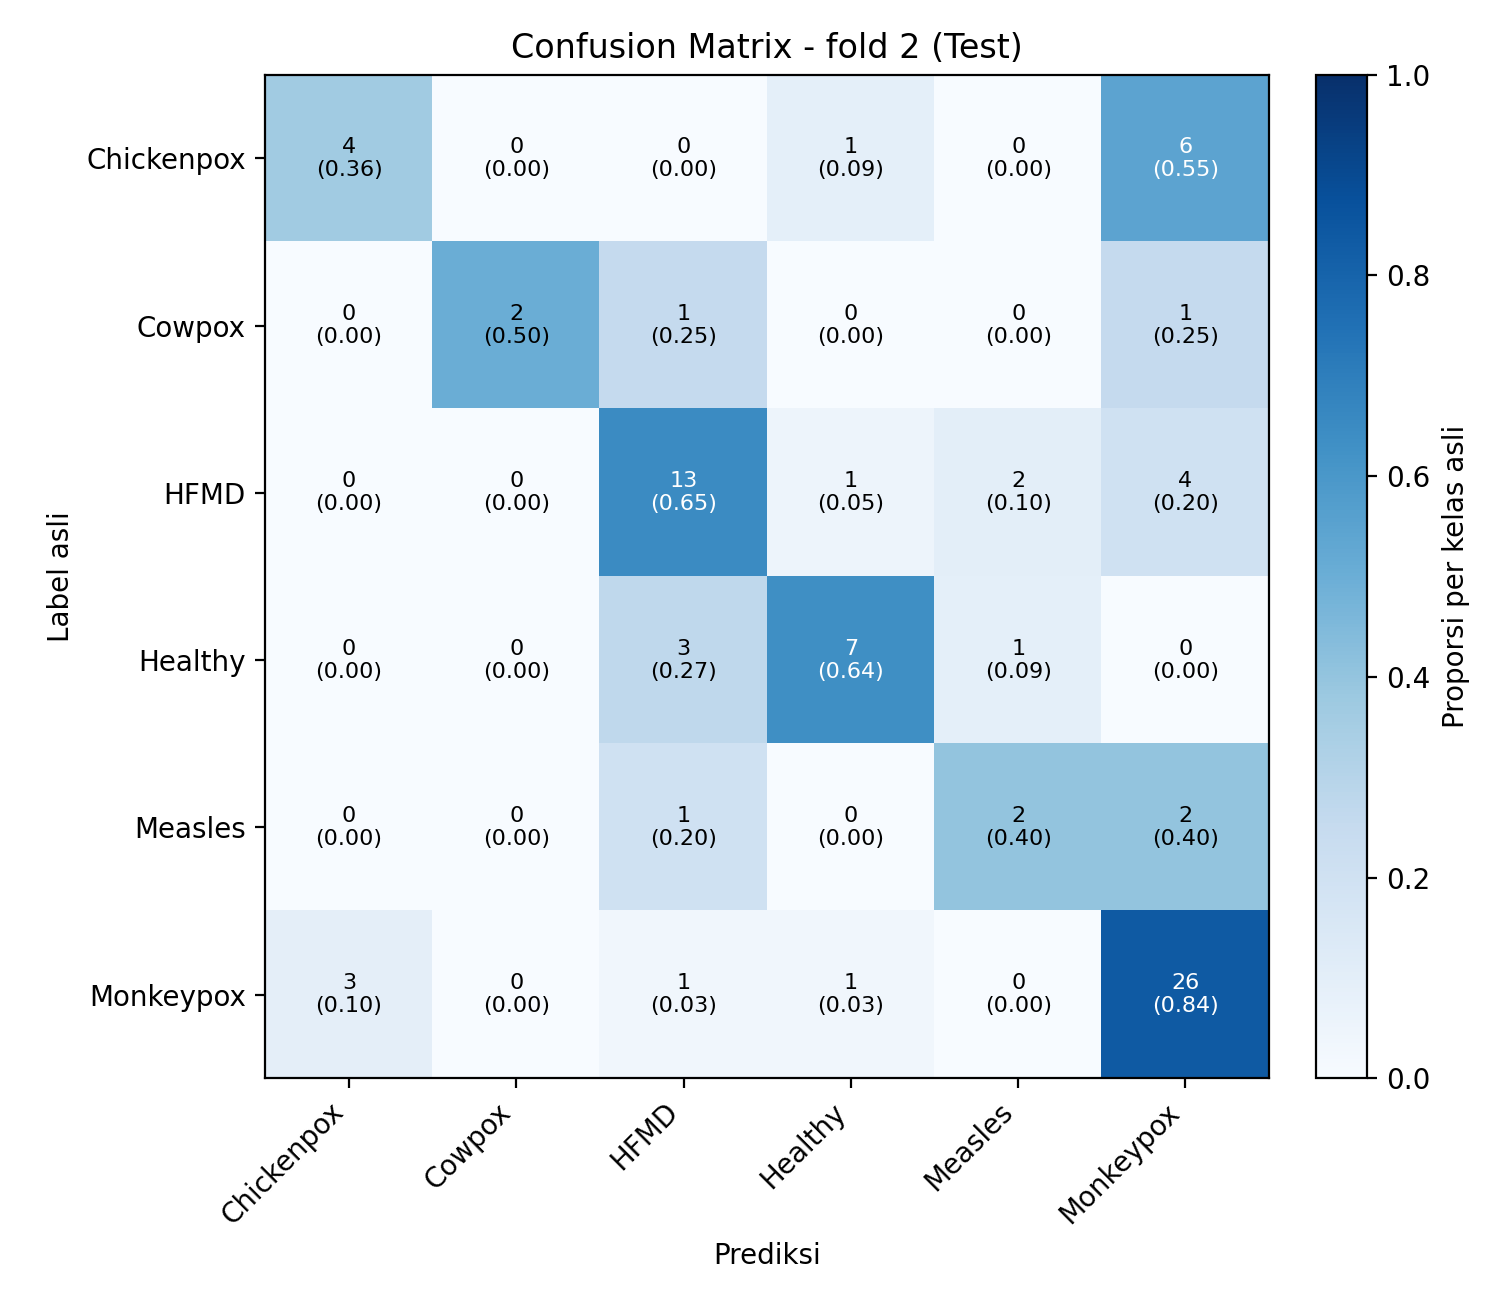 Confusion Matrix - fold 2 (Test)
Label asli
Chickenpox
4 0 0 1 0 6
(0.36) (0.00) (0.00) (0.09) (0.00) (0.55)
Cowpox
0 2 1 0 0 1
(0.00) (0.50) (0.25) (0.00) (0.00) (0.25)
HFMD
0 0 13 1 2 4
(0.00) (0.00) (0.65) (0.05) (0.10) (0.20)
Healthy
0 0 3 7 1 0
(0.00) (0.00) (0.27) (0.64) (0.09) (0.00)
Measles
0 0 1 0 2 2
(0.00) (0.00) (0.20) (0.00) (0.40) (0.40)
Monkeypox
3 0 1 1 0 26
(0.10) (0.00) (0.03) (0.03) (0.00) (0.84)
Chickenpox
Cowpox
HFMD
Healthy
Measles
Monkeypox
Prediksi
1.0
0.8
0.6
0.4
0.2
0.0
Proporsi per kelas asli